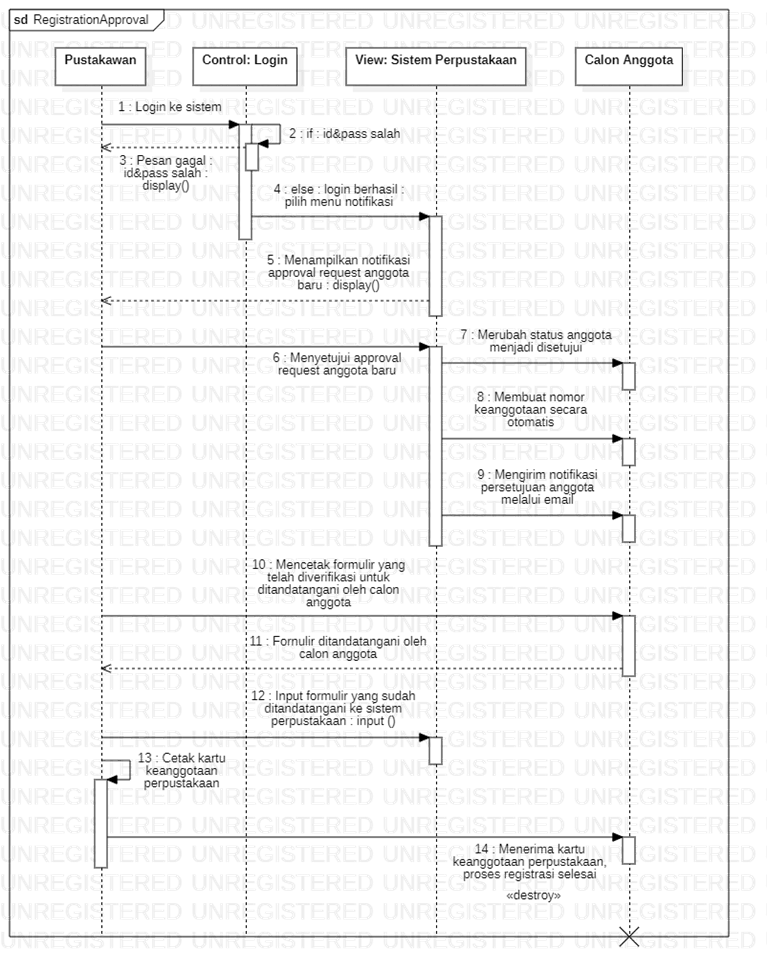 sd RegistrationApproval
Pustakawan
Control: Login
View: Sistem Perpustakaan
Calon Anggota
1 : Login ke sistem
2 : if : id&pass salah
3 : Pesan gagal :
id&pass salah :
display()
4 : else : login berhasil :
pilih menu notifikasi
5 : Menampilkan notifikasi
approval request anggota
baru : display()
6 : Menyetujui approval
request anggota baru
7 : Merubah status anggota
menjadi disetujui
8 : Membuat nomor
keanggotaan secara
otomatis
9 : Mengirim notifikasi
persetujuan anggota
melalui email
10 : Mencetak formulir yang
telah diverifikasi untuk
ditandatangani oleh calon
anggota
11 : Fornulir ditandatangani oleh
calon anggota
12 : Input formulir yang sudah
ditandatangani ke sistem
perpustakaan : input ()
13 : Cetak kartu
keanggotaan
perpustakaan
14 : Menerima kartu
keanggotaan perpustakaan,
proses registrasi selesai
«destroy»
UNREGISTERED